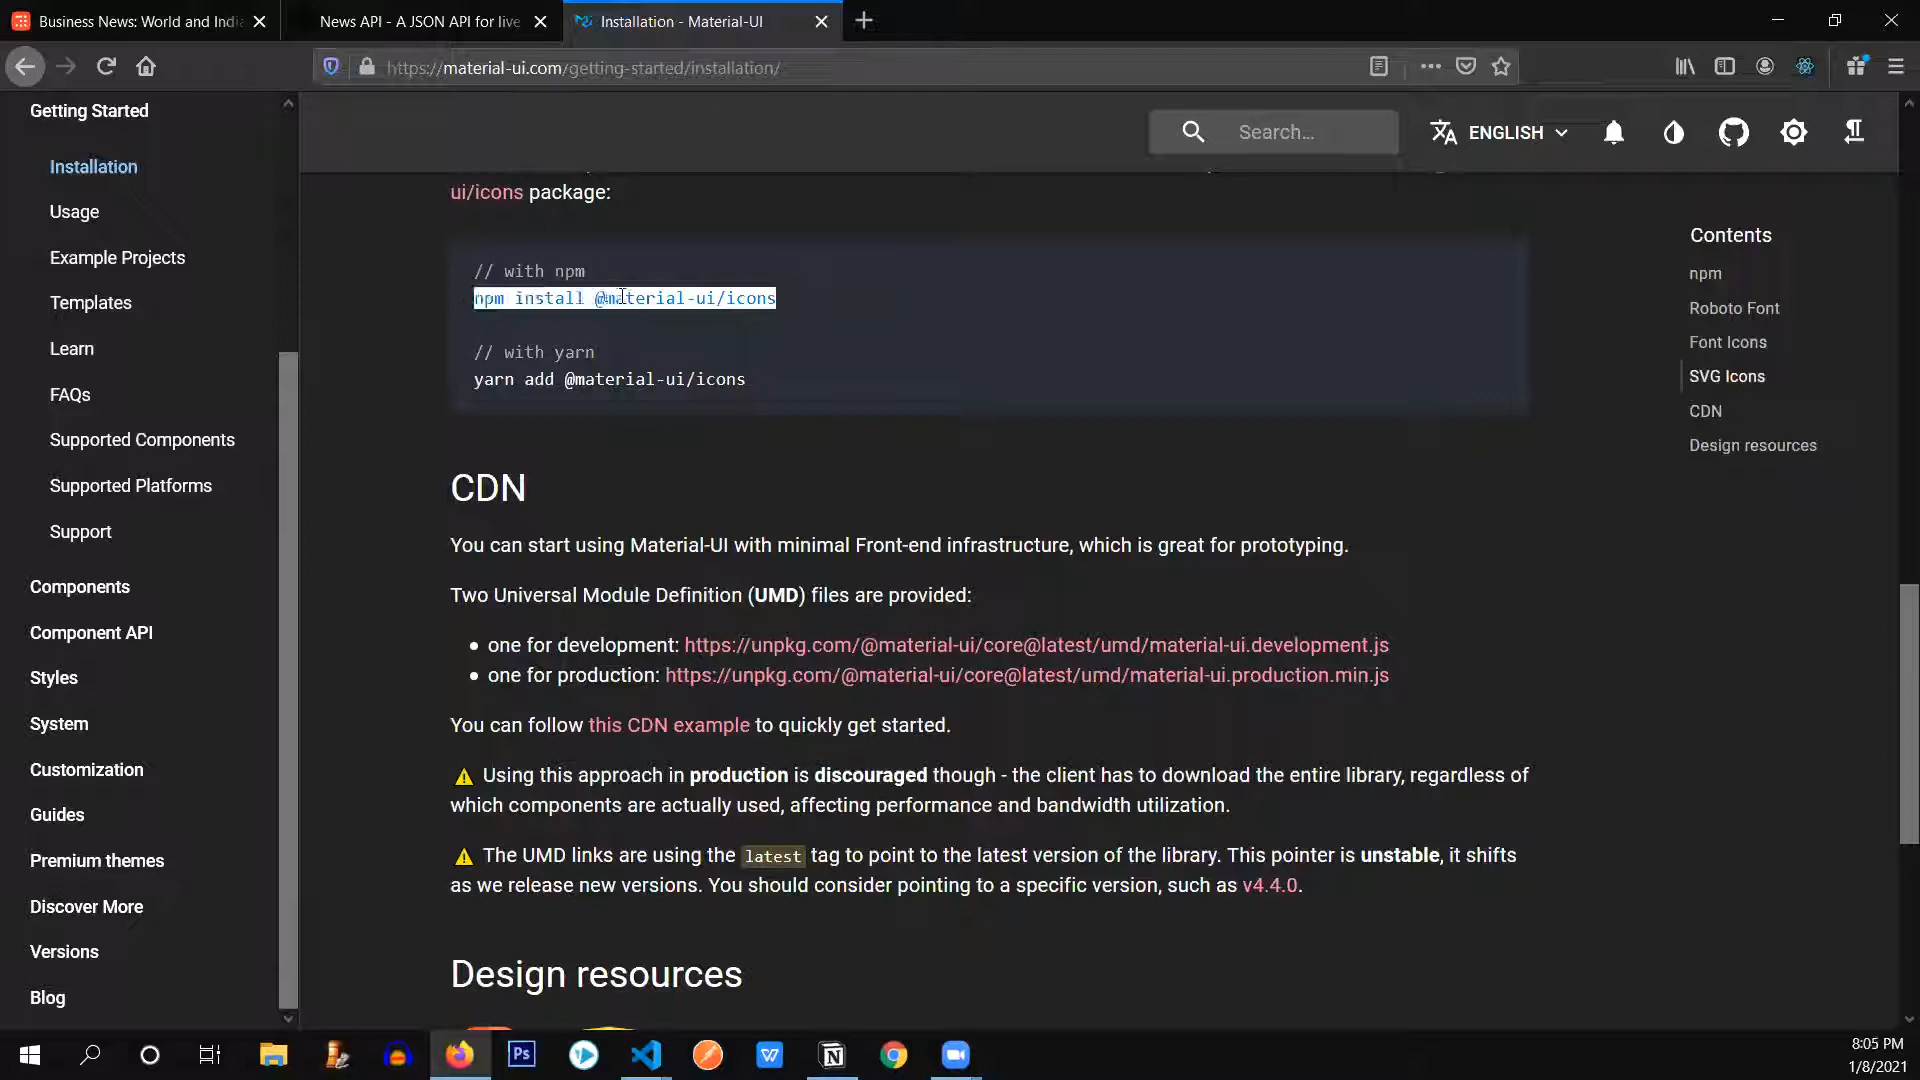 Business News: World and Indi
News API - A JSON API for live
Installation - Material-UI
https://material-ui.com/getting-started/installation/
Getting Started
Installation
Usage
Example Projects
Templates
Learn
FAQs
Supported Components
Supported Platforms
Support
Components
Component API
Styles
System
Customization
Guides
Premium themes
Discover More
Versions
Blog
Search…
ENGLISH
ui/icons package:
// with npm
npm install @material-ui/icons
// with yarn
yarn add @material-ui/icons
CDN
You can start using Material-UI with minimal Front-end infrastructure, which is great for prototyping.
Two Universal Module Definition (UMD) files are provided:
• one for development: https://unpkg.com/@material-ui/core@latest/umd/material-ui.development.js
• one for production: https://unpkg.com/@material-ui/core@latest/umd/material-ui.production.min.js
You can follow this CDN example to quickly get started.
⚠️ Using this approach in production is discouraged though - the client has to download the entire library, regardless of
which components are actually used, affecting performance and bandwidth utilization.
⚠️ The UMD links are using the latest tag to point to the latest version of the library. This pointer is unstable, it shifts
as we release new versions. You should consider pointing to a specific version, such as v4.4.0.
Design resources
Contents
npm
Roboto Font
Font Icons
SVG Icons
CDN
Design resources
Ps
W
N
8:05 PM
1/8/2021